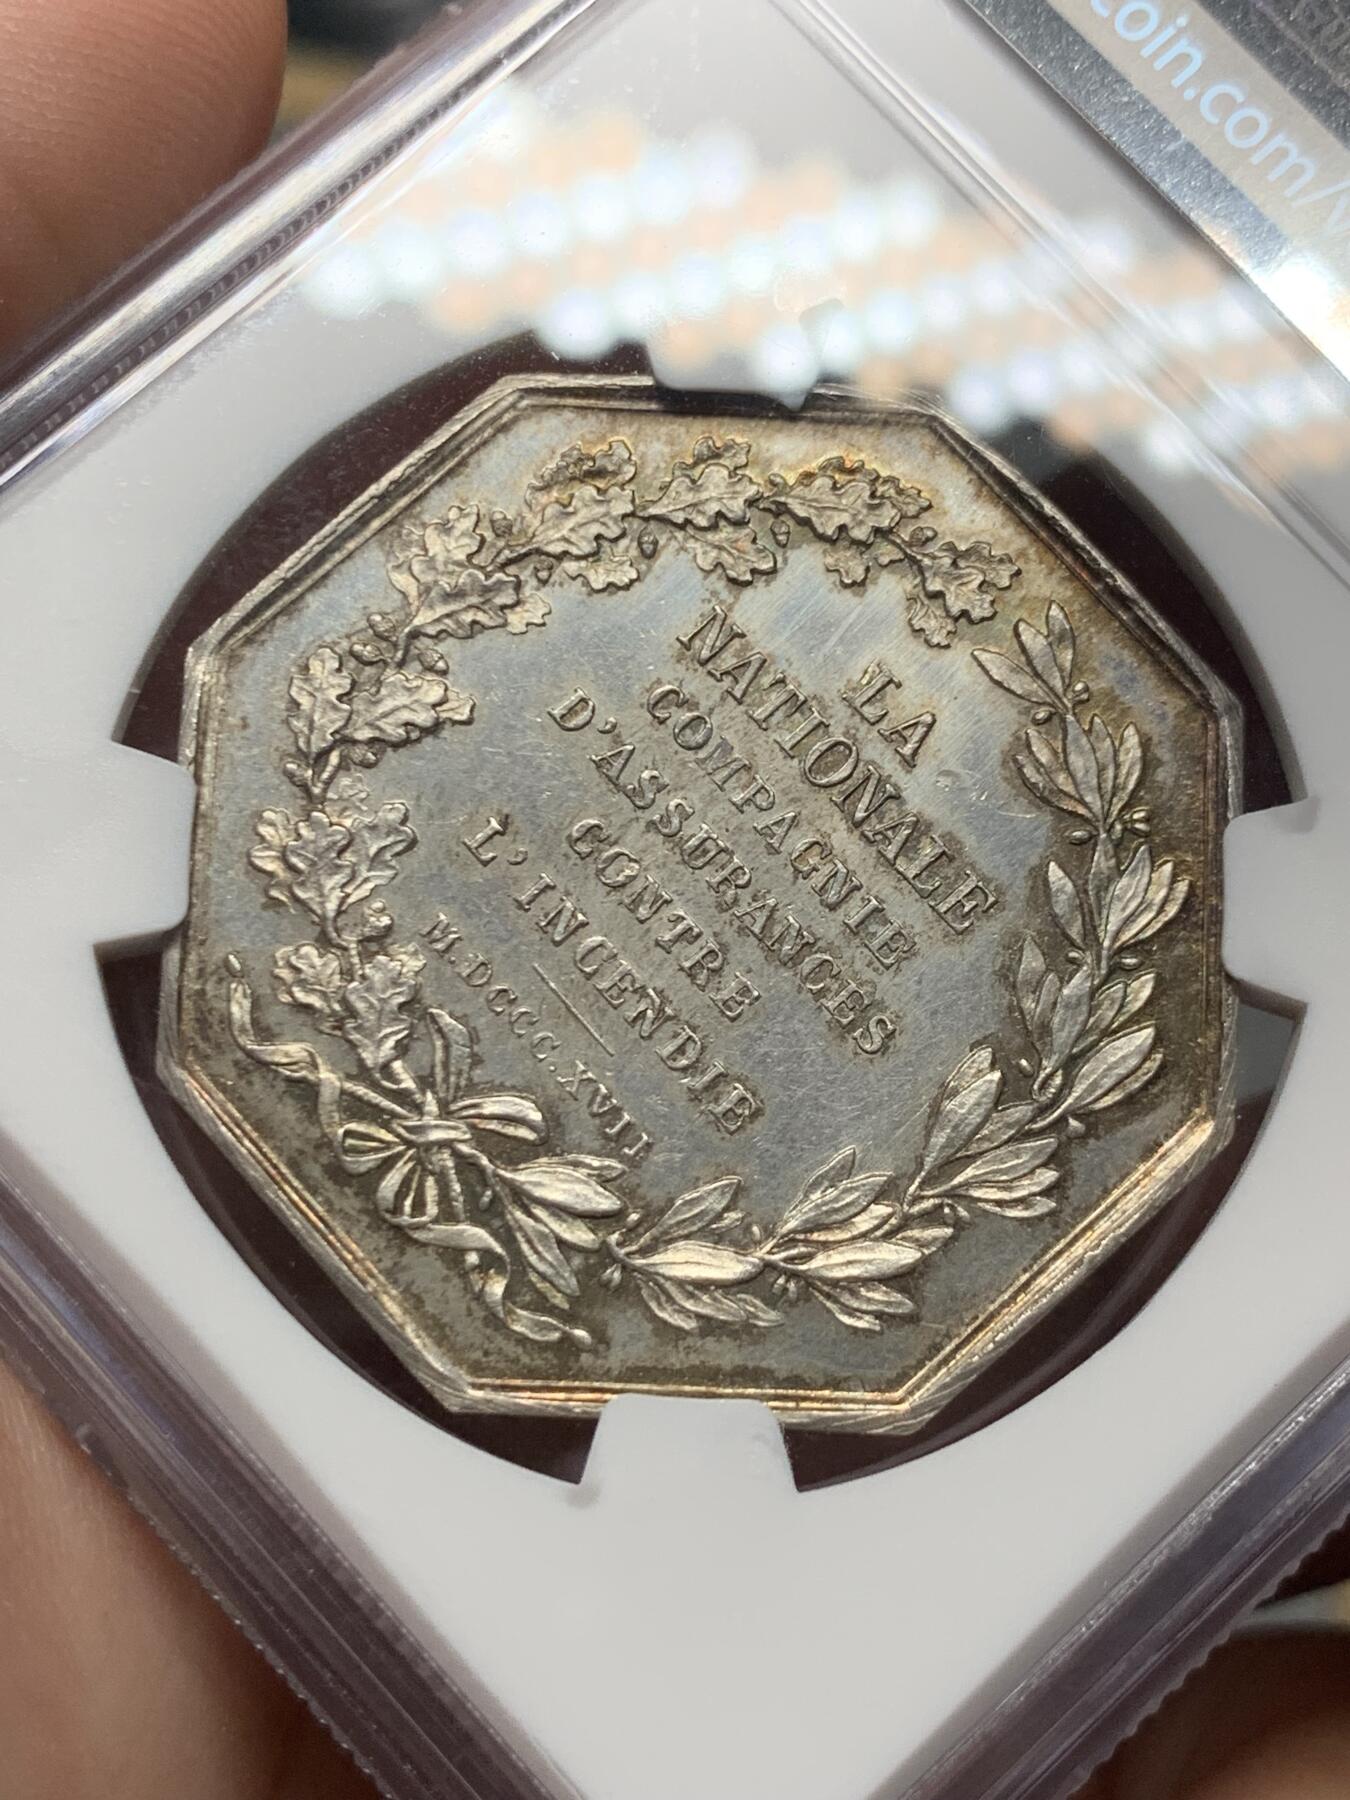 coin.com/
LA
NATIONALE
COMPAGNIE
D'ASSURANCES
CONTRE
L'INCENDIE
M.DCCC.XVII